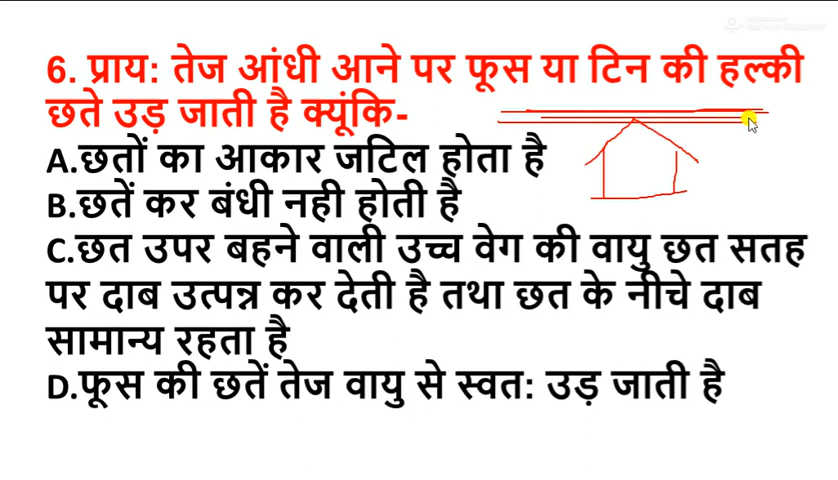 6. प्राय: तेज आंधी आने पर फूस या टिन की हल्की
छते उड़ जाती है क्यूंकि-
A.छतों का आकार जटिल होता है
B.छतें कर बंधी नही होती है
C.छत उपर बहने वाली उच्च वेग की वायु छत सतह
पर दाब उत्पन्न कर देती है तथा छत के नीचे दाब
सामान्य रहता है
D.फूस की छतें तेज वायु से स्वत: उड़ जाती है